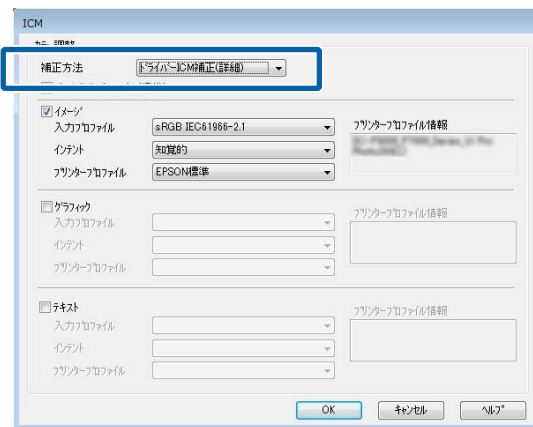 ICM
補正方法 ドライバーICM補正(詳細)
イメージ
入力プロファイル sRGB IEC61966-2.1 プリンタープロファイル情報
インテント 知覚的
プリンタープロファイル EPSON標準
グラフィック
入力プロファイル プリンタープロファイル情報
インテント
プリンタープロファイル
テキスト
入力プロファイル プリンタープロファイル情報
インテント
プリンタープロファイル
OK キャンセル ヘルプ